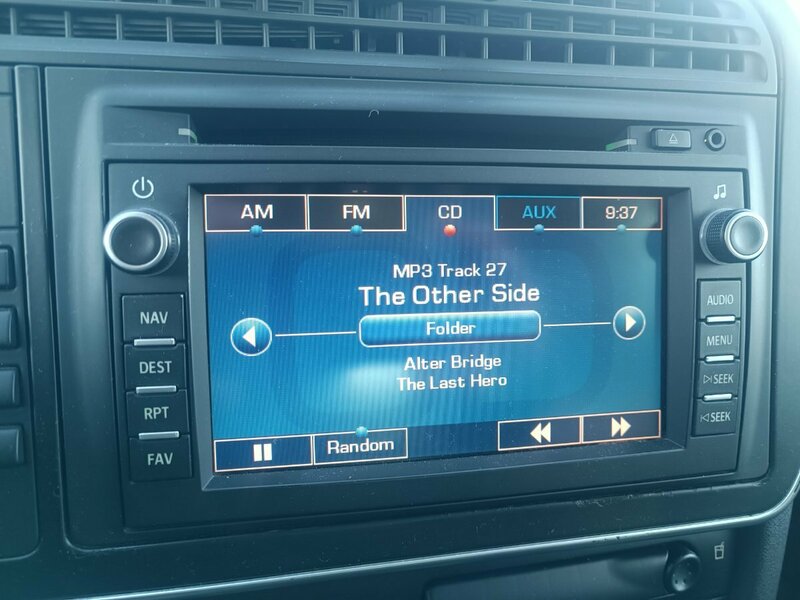 AM FM CD AUX 9:37
MP3 Track 27
The Other Side
Folder
Alter Bridge
The Last Hero
Random
NAV
DEST
RPT
FAV
AUDIO
MENU
SEEK
SEEK